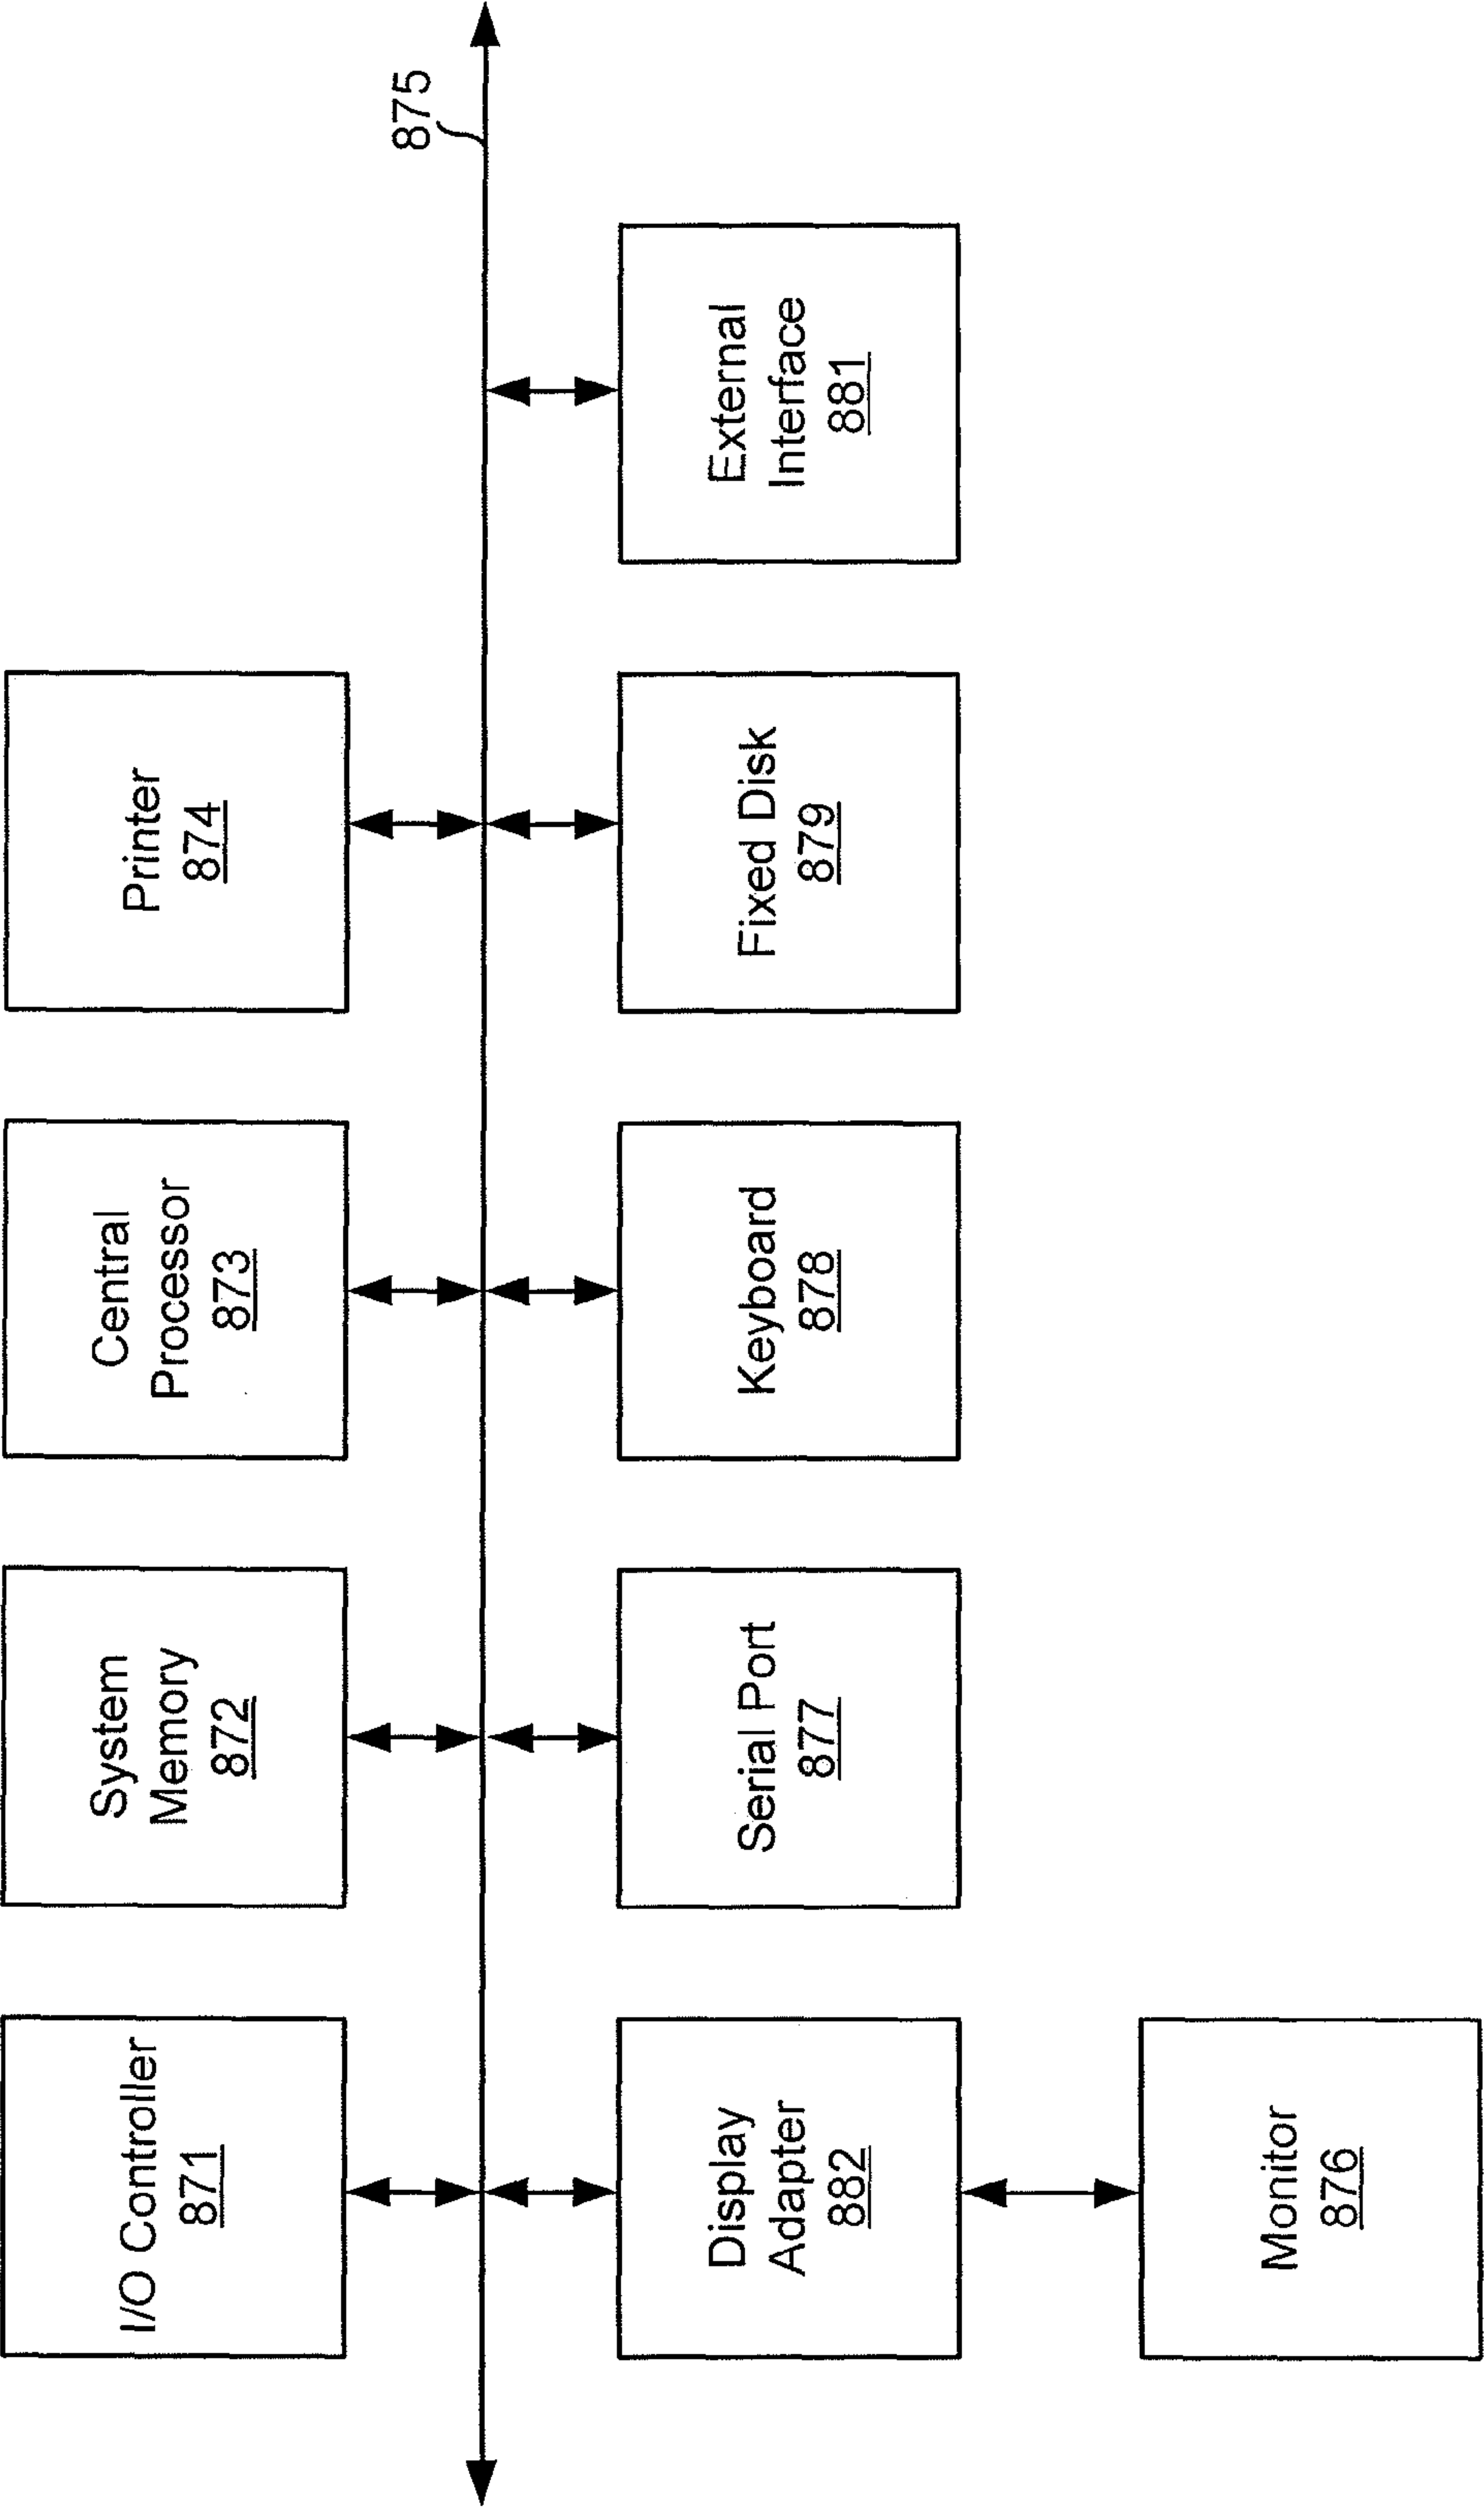 I/O Controller
871
System
Memory
872
Central
Processor
873
Printer
874
875
Display
Adapter
882
Serial Port
877
Keyboard
878
Fixed Disk
879
External
Interface
881
Monitor
876